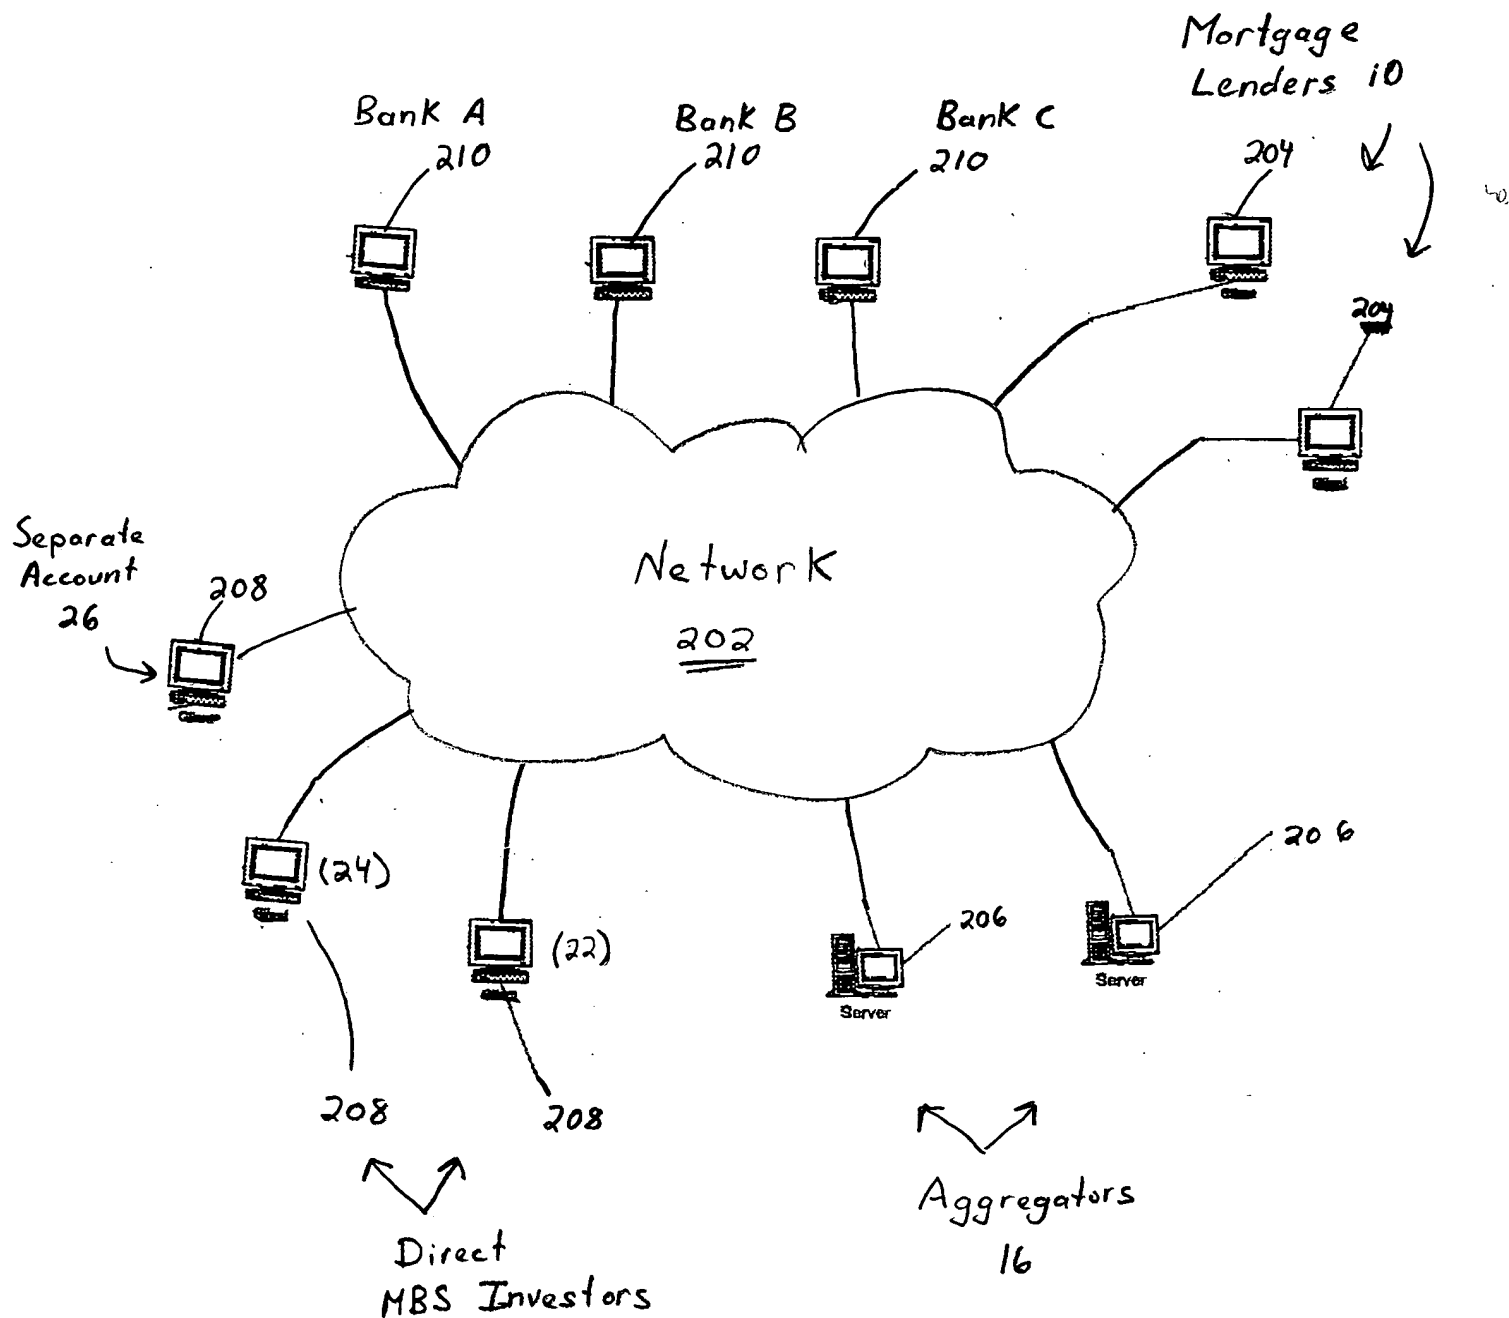 Mortgage
Lenders 10
Bank A
210
Bank B
210
Bank C
210
204
204
Network
202
Separate
Account
26
208
(24)
(22)
206
206
Server
Server
208
208
Direct
MBS Investors
Aggregators
16